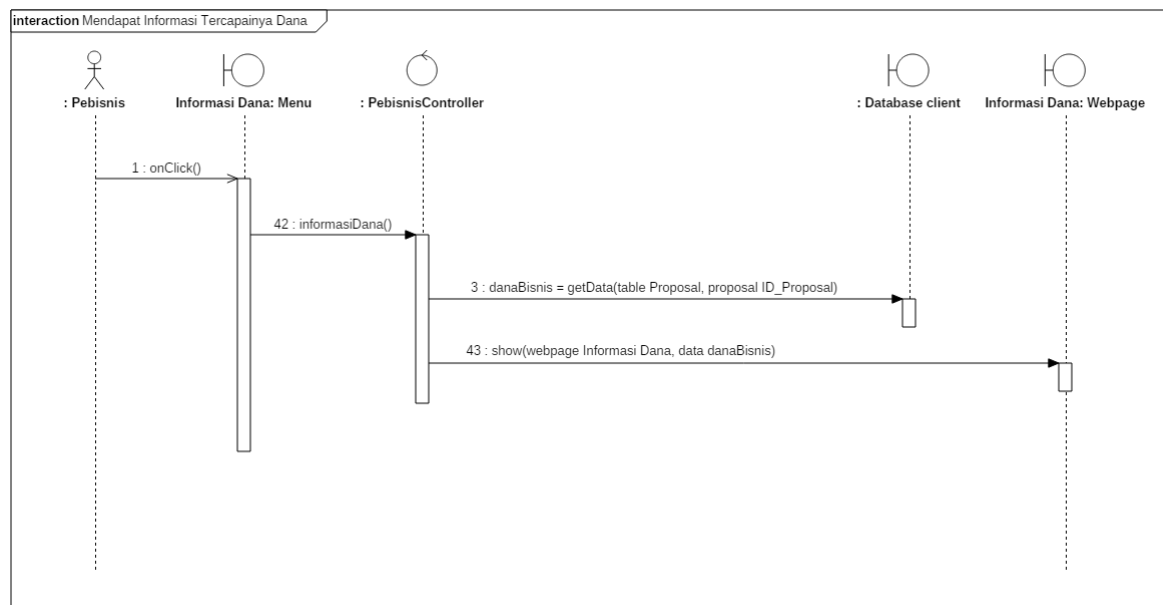 interaction Mendapat Informasi Tercapainya Dana
: Pebisnis
Informasi Dana: Menu
: PebisnisController
: Database client
Informasi Dana: Webpage
1 : onClick()
42 : informasiDana()
3 : danaBisnis = getData(table Proposal, proposal ID_Proposal)
43 : show(webpage Informasi Dana, data danaBisnis)